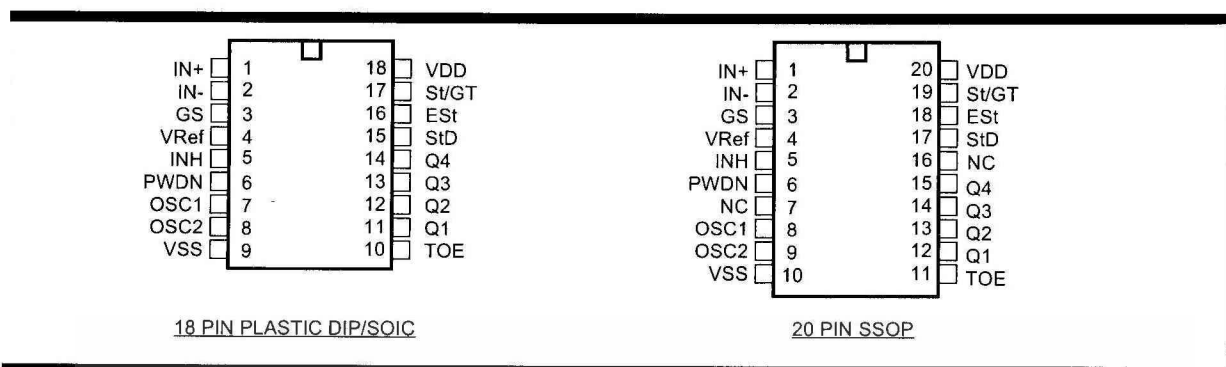 IN+ 1 18 VDD
IN- 2 17 St/GT
GS 3 16 ESt
VRef 4 15 StD
INH 5 14 Q4
PWDN 6 13 Q3
OSC1 7 12 Q2
OSC2 8 11 Q1
VSS 9 10 TOE
18 PIN PLASTIC DIP/SOIC
IN+ 1 20 VDD
IN- 2 19 St/GT
GS 3 18 ESt
VRef 4 17 StD
INH 5 16 NC
PWDN 6 15 Q4
NC 7 14 Q3
OSC1 8 13 Q2
OSC2 9 12 Q1
VSS 10 11 TOE
20 PIN SSOP